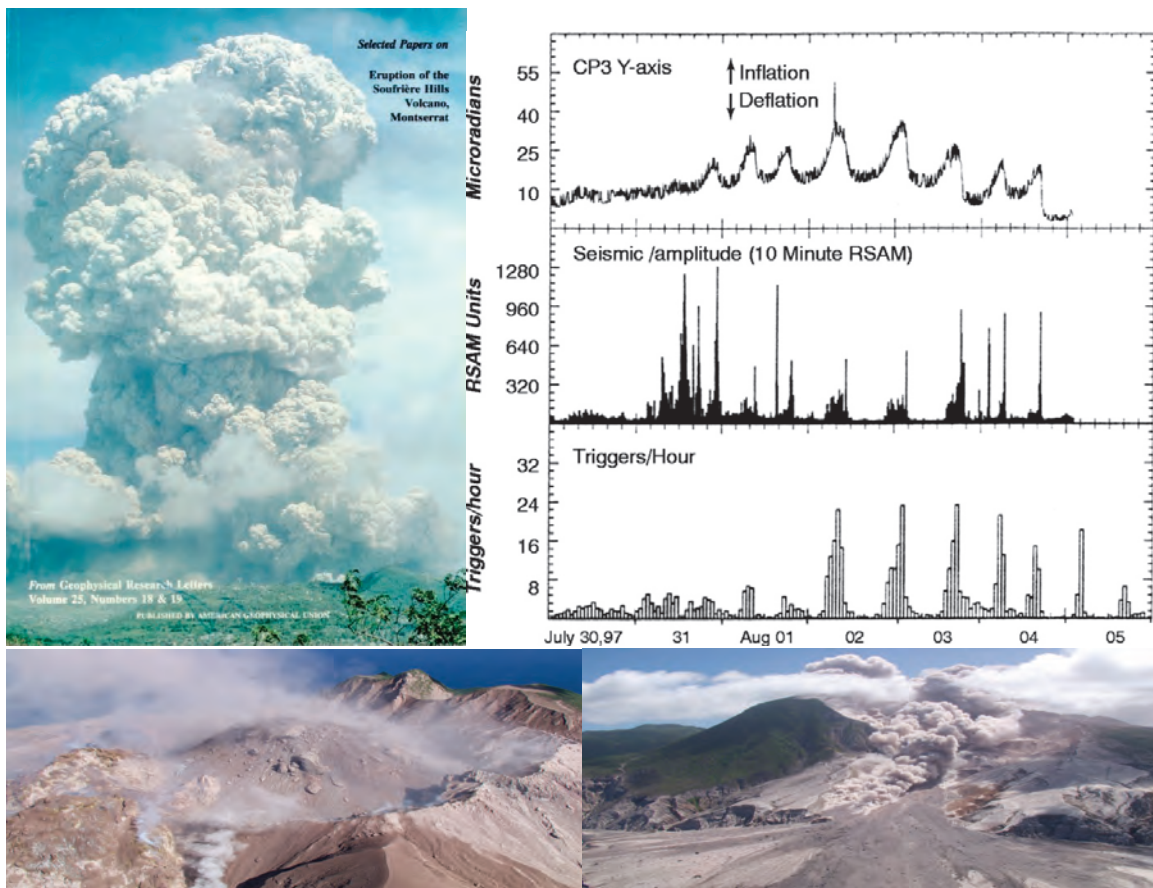 Selected Papers on
Eruption of the
Soufrière Hills
Volcano,
Montserrat
From Geophysical Research Letters
Volume 25, Numbers 18 & 19
PUBLISHED BY AMERICAN GEOPHYSICAL UNION
CP3 Y-axis
Inflation
Deflation
Microradians
55
40
25
10
Seismic /amplitude (10 Minute RSAM)
RSAM Units
1280
960
640
320
Triggers/Hour
Triggers/hour
32
24
16
8
July 30,97 31 Aug 01 02 03 04 05